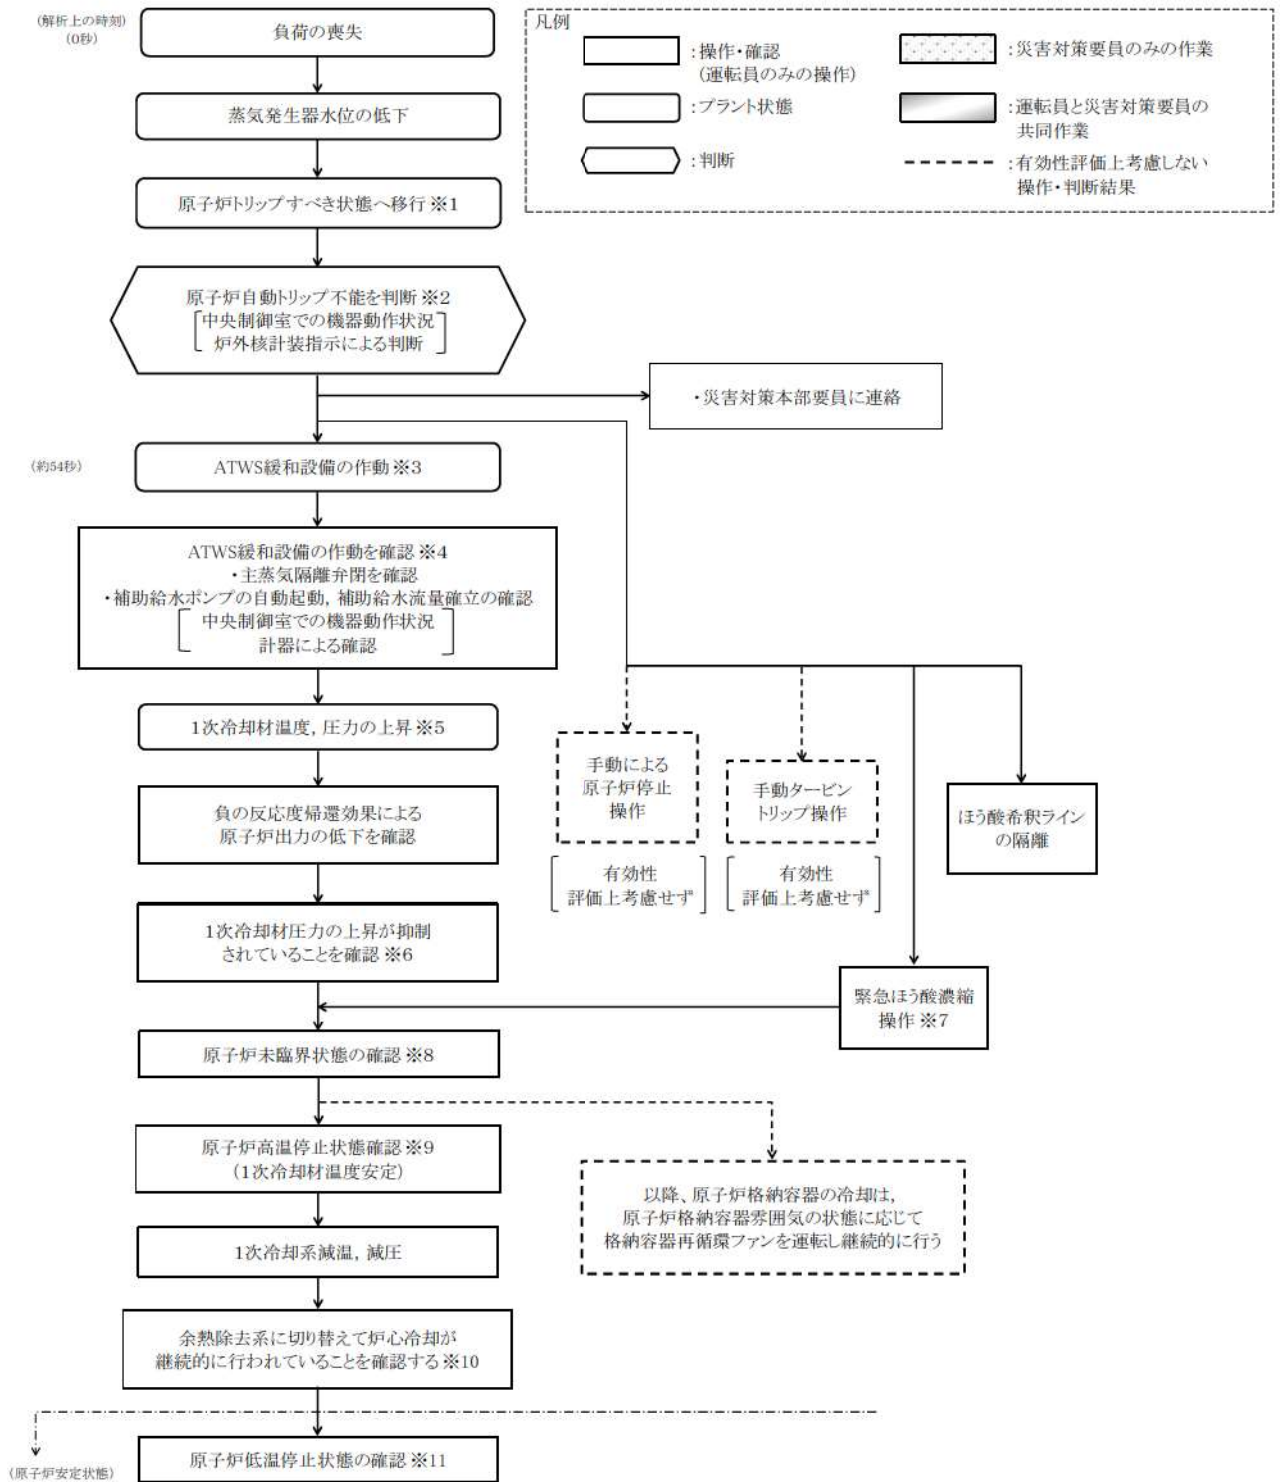 (解析上の時刻)
(0秒)
負荷の喪失
凡例
:操作・確認
(運転員のみの操作)
:プラント状態
:判断
:災害対策要員のみの作業
:運転員と災害対策要員の
共同作業
:有効性評価上考慮しない
操作・判断結果
蒸気発生器水位の低下
原子炉トリップすべき状態へ移行※1
原子炉自動トリップ不能を判断※2
中央制御室での機器動作状況
炉外核計装指示による判断
・災害対策本部要員に連絡
(約54秒)
ATWS緩和設備の作動※3
ATWS緩和設備の作動を確認※4
・主蒸気隔離弁閉を確認
・補助給水ポンプの自動起動, 補助給水流量確立の確認
中央制御室での機器動作状況
計器による確認
1次冷却材温度, 圧力の上昇※5
手動による
原子炉停止
操作
有効性
評価上考慮せず
手動タービン
トリップ操作
有効性
評価上考慮せず
ほう酸希釈ライン
の隔離
負の反応度帰還効果による
原子炉出力の低下を確認
1次冷却材圧力の上昇が抑制
されていることを確認※6
緊急ほう酸濃縮
操作※7
原子炉未臨界状態の確認※8
原子炉高温停止状態確認※9
(1次冷却材温度安定)
以降、原子炉格納容器の冷却は,
原子炉格納容器雰囲気の状態に応じて
格納容器再循環ファンを運転し継続的に行う
1次冷却系減温, 減圧
余熱除去系に切り替えて炉心冷却が
継続的に行われていることを確認する※10
(原子炉安定状態)
原子炉低温停止状態の確認※11